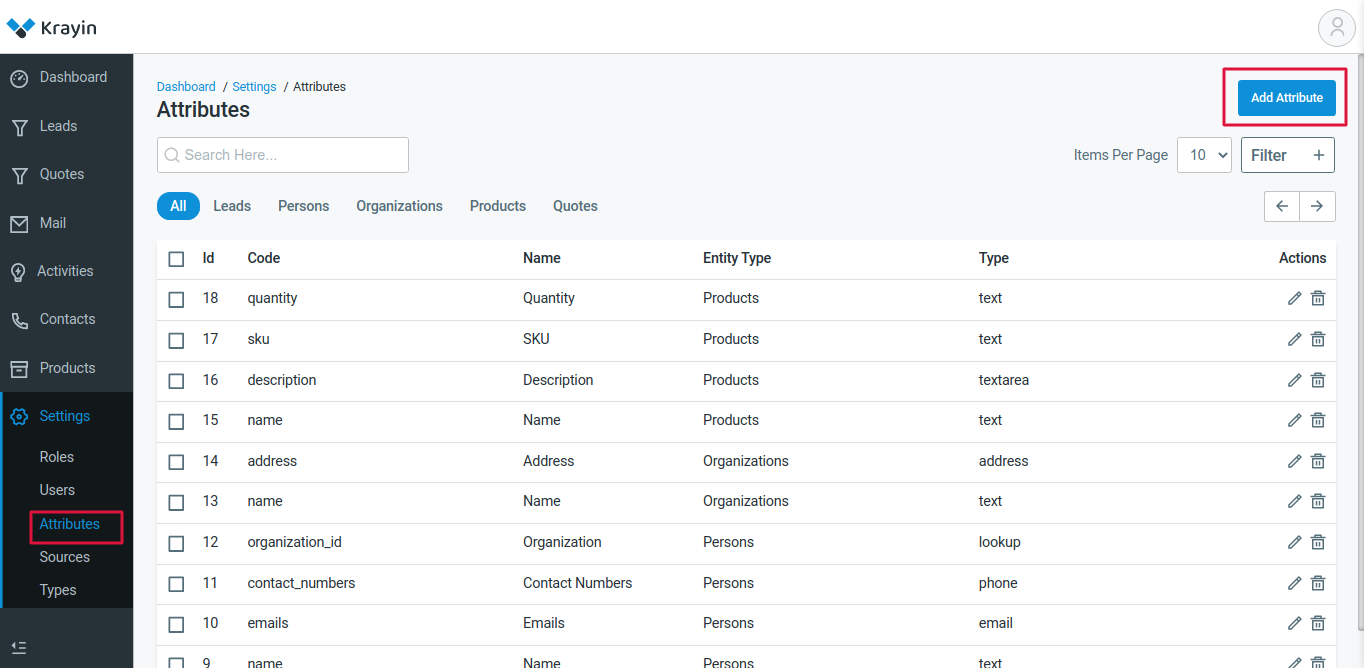 Krayin
Dashboard
Leads
Quotes
Mail
Activities
Contacts
Products
Settings
Roles
Users
Attributes
Sources
Types
Dashboard / Settings / Attributes
Attributes
Add Attribute
Search Here...
Items Per Page 10 Filter +
All Leads Persons Organizations Products Quotes
Id Code Name Entity Type Type Actions
18 quantity Quantity Products text
17 sku SKU Products text
16 description Description Products textarea
15 name Name Products text
14 address Address Organizations address
13 name Name Organizations text
12 organization_id Organization Persons lookup
11 contact_numbers Contact Numbers Persons phone
10 emails Emails Persons email
9 name Name Persons text